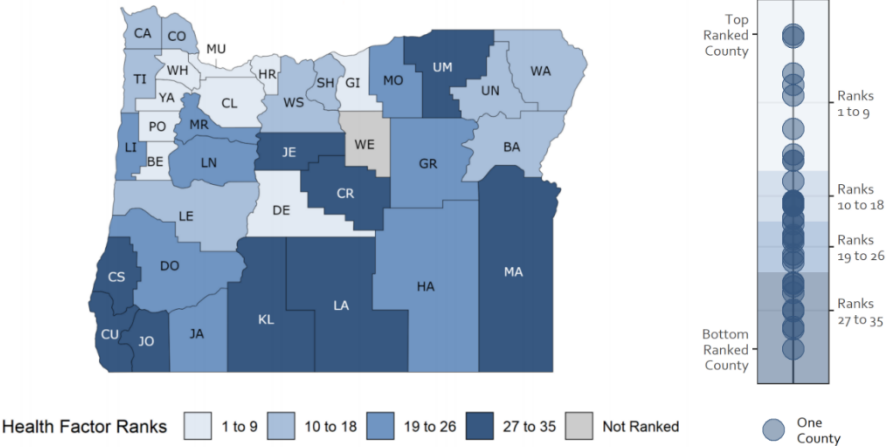 CA
CO
MU
TI
WH
HR
SH
GI
MO
UM
UN
WA
YA
CL
WS
PO
MR
WE
LI
BE
LN
JE
GR
BA
CR
LE
DE
CS
DO
MA
HA
LA
KL
CU
JO
JA
Health Factor Ranks
1 to 9
10 to 18
19 to 26
27 to 35
Not Ranked
Top
Ranked
County
Ranks
1 to 9
Ranks
10 to 18
Ranks
19 to 26
Ranks
27 to 35
Bottom
Ranked
County
One
County